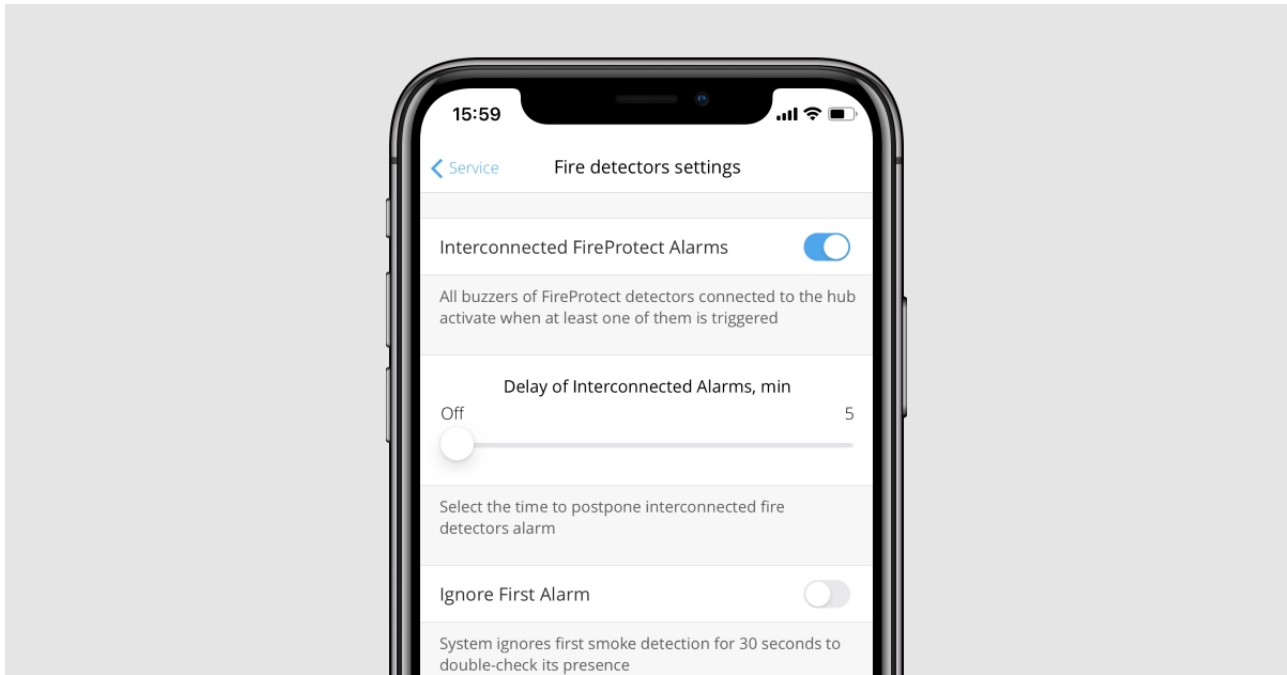 15:59
Service
Fire detectors settings
Interconnected FireProtect Alarms
All buzzers of FireProtect detectors connected to the hub
activate when at least one of them is triggered
Delay of Interconnected Alarms, min
Off 5
Select the time to postpone interconnected fire
detectors alarm
Ignore First Alarm
System ignores first smoke detection for 30 seconds to
double-check its presence